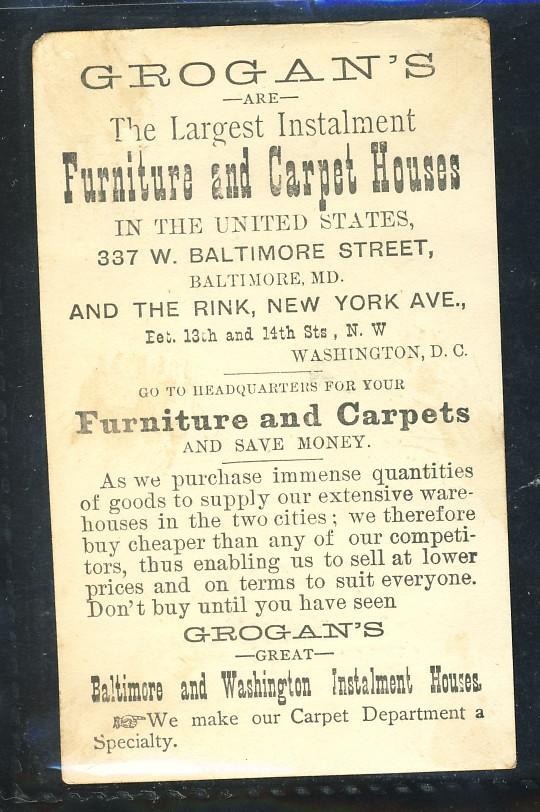 GROGAN'S
—ARE—
The Largest Instalment
Furniture and Carpet Houses
IN THE UNITED STATES,
337 W. BALTIMORE STREET,
BALTIMORE, MD.
AND THE RINK, NEW YORK AVE.,
Bet. 13th and 14th Sts , N. W
WASHINGTON, D. C.
GO TO HEADQUARTERS FOR YOUR
Furniture and Carpets
AND SAVE MONEY.
As we purchase immense quantities
of goods to supply our extensive ware-
houses in the two cities ; we therefore
buy cheaper than any of our competi-
tors, thus enabling us to sell at lower
prices and on terms to suit everyone.
Don't buy until you have seen
GROGAN'S
—GREAT—
Baltimore and Washington Instalment Houses.
☞We make our Carpet Department a
Specialty.